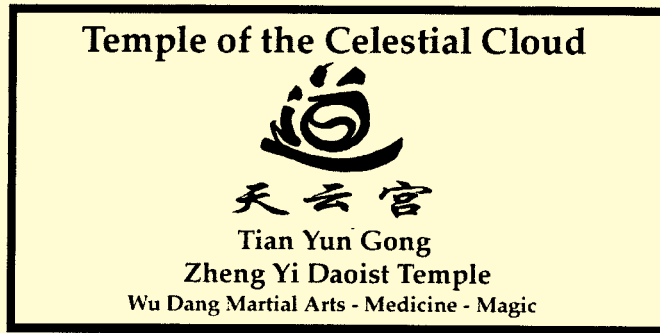 Temple of the Celestial Cloud
天云宫
Tian Yun Gong
Zheng Yi Daoist Temple
Wu Dang Martial Arts - Medicine - Magic